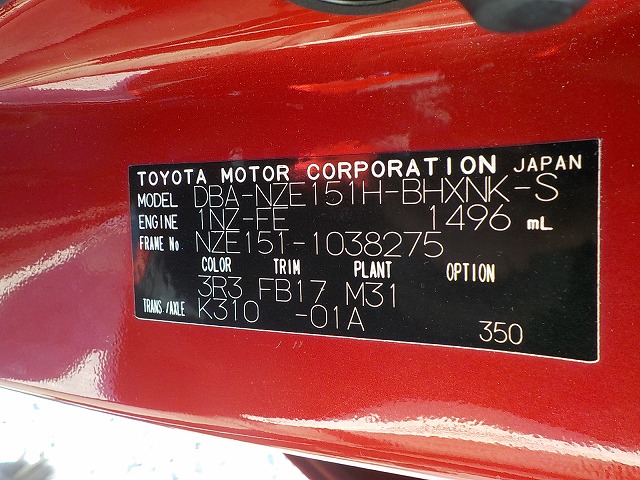 TOYOTA MOTOR CORPORATION JAPAN
MODEL DBA-NZE151H-BHXNK-S
ENGINE 1NZ-FE 1496 mL
FRAME No NZE151-1038275
COLOR TRIM PLANT OPTION
3R3 FB17 M31
TRANS./AXLE K310 -01A
350